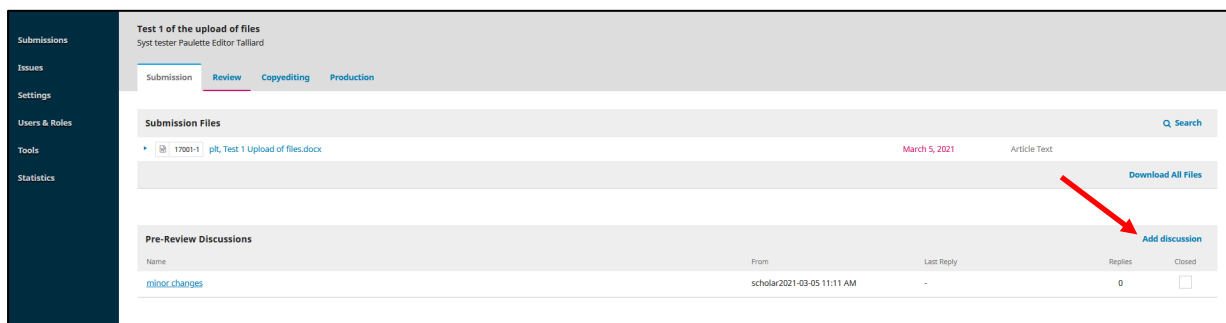 Submissions
Issues
Settings
Users & Roles
Tools
Statistics
Test 1 of the upload of files
Syst tester Paulette Editor Talliard
Submission Review Copyediting Production
Submission Files Search
17001-1 plt, Test 1 Upload of files.docx March 5, 2021 Article Text
Download All Files
Pre-Review Discussions Add discussion
Name From Last Reply Replies Closed
minor changes scholar2021-03-05 11:11 AM - 0